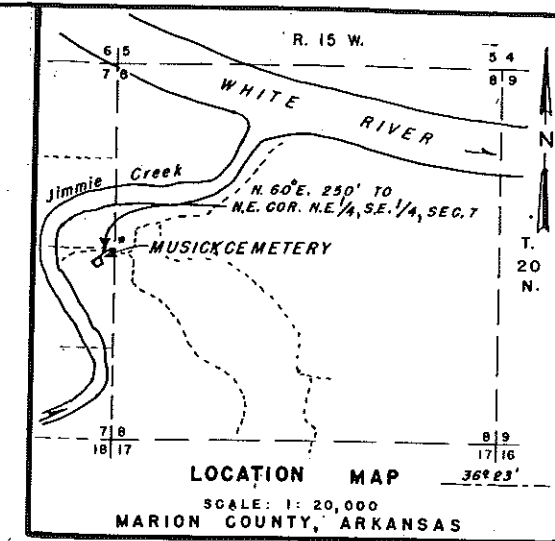 R. 15 W.
6 5
7 8
5 4
8 9
WHITE RIVER
N
Jimmie Creek
N. 60°E. 250' TO
N.E. COR. N.E. 1/4, S.E. 1/4, SEC. 7
MUSICK CEMETERY
T.
20
N.
7 8
18 17
8 9
17 16
LOCATION MAP
36° 23'
SCALE: 1: 20,000
MARION COUNTY, ARKANSAS